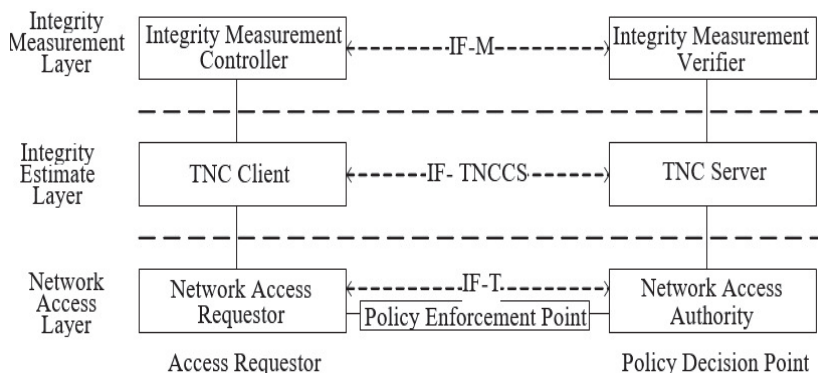 Integrity
Measurement
Layer
Integrity Measurement
Controller
IF-M
Integrity Measurement
Verifier
Integrity
Estimate
Layer
TNC Client
IF- TNCCS
TNC Server
Network
Access
Layer
Network Access
Requestor
IF-T
Policy Enforcement Point
Network Access
Authority
Access Requestor
Policy Decision Point